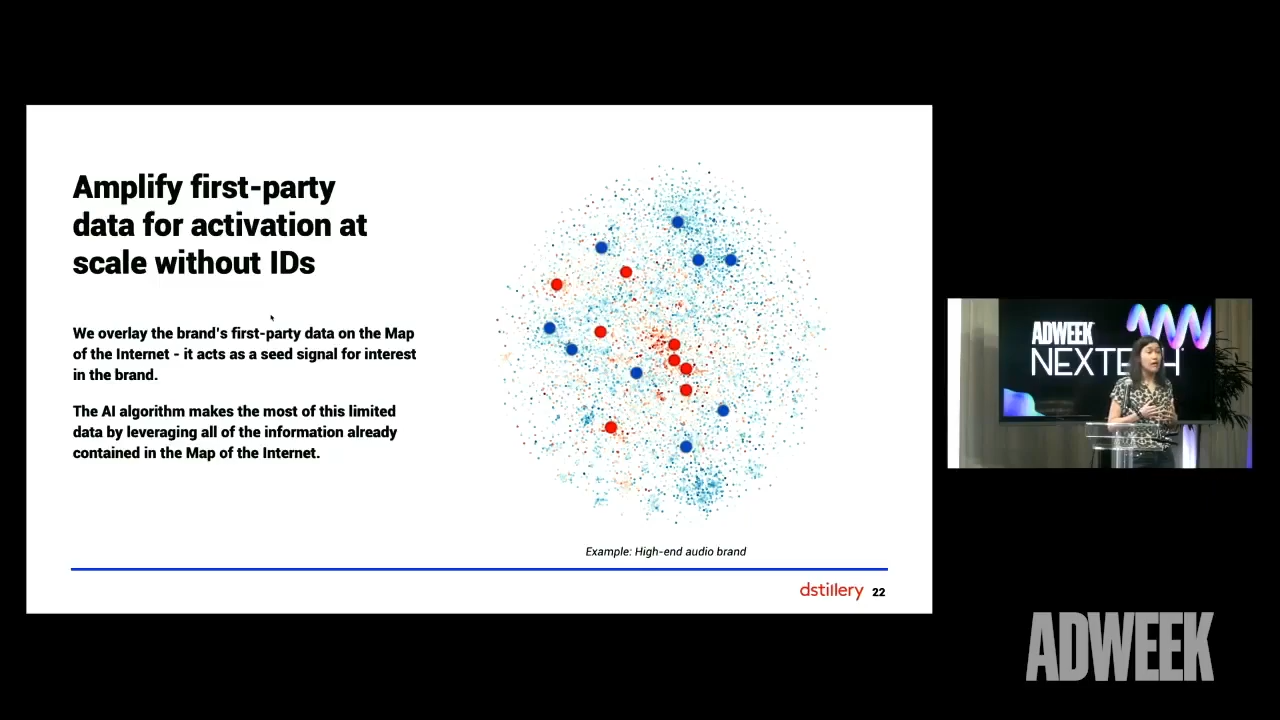 Amplify first-party
data for activation at
scale without IDs
We overlay the brand's first-party data on the Map
of the Internet - it acts as a seed signal for interest
in the brand.
The AI algorithm makes the most of this limited
data by leveraging all of the information already
contained in the Map of the Internet.
Example: High-end audio brand
dstillery 22
ADWEEK
NEXTECH
ADWEEK